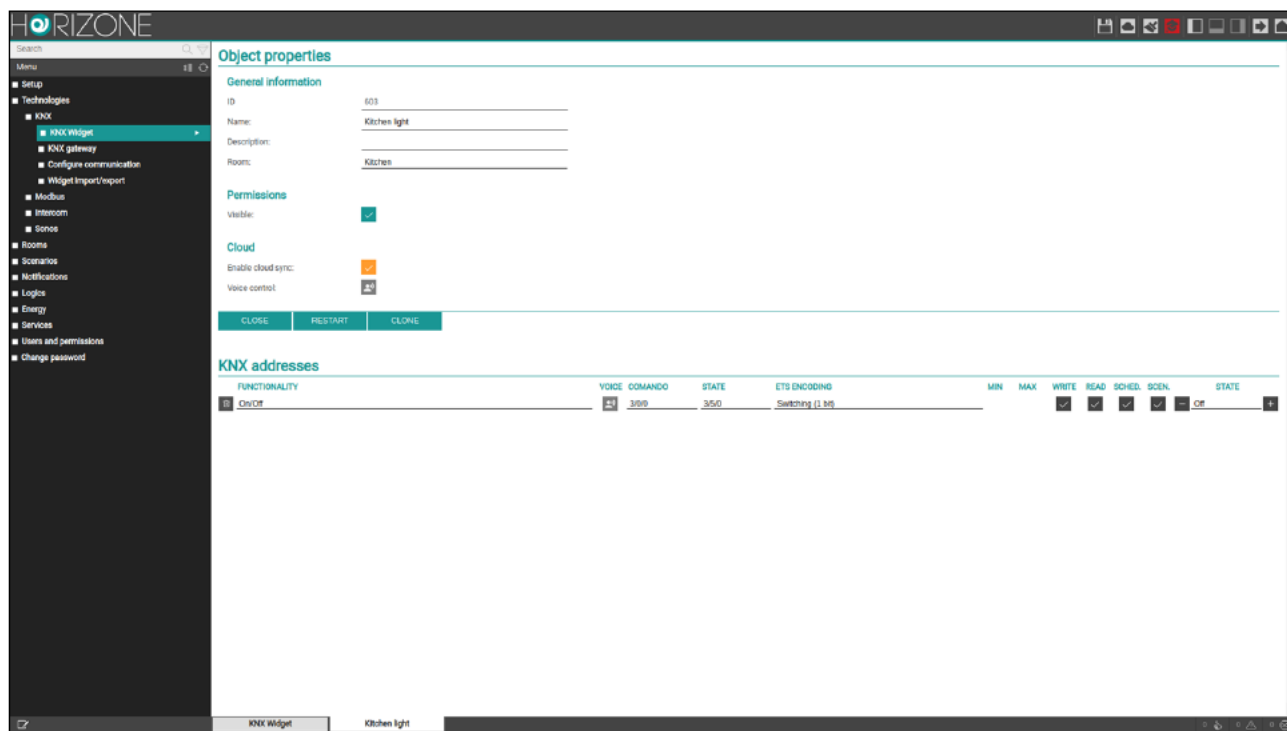 HORIZONE
Search
Menu
Setup
Technologies
KNX
KNX Widget
KNX gateway
Configure communication
Widget import/export
Modbus
Intercom
Sonos
Rooms
Scenarios
Notifications
Logics
Energy
Services
Users and permissions
Change password
Object properties
General information
ID 603
Name: Kitchen light
Description:
Room: Kitchen
Permissions
Visible:
Cloud
Enable cloud sync:
Voice control:
CLOSE RESTART CLONE
KNX addresses
FUNCTIONALITY VOICE COMANDO STATE ETS ENCODING MIN MAX WRITE READ SCHED. SCEN. STATE
On/Off 3/0/0 3/5/0 Switching (1 bit) Off
KNX Widget Kitchen light
0 0 0